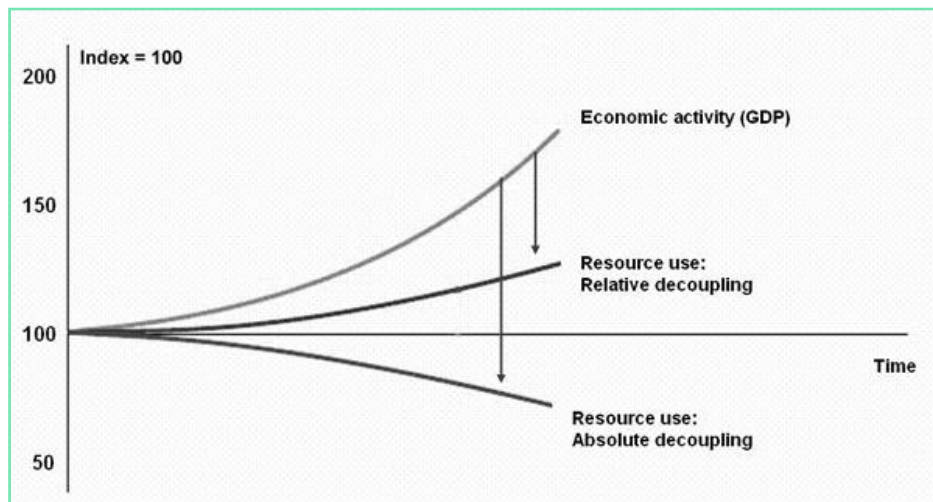 Index = 100
200
Economic activity (GDP)
150
Resource use:
Relative decoupling
100
Time
Resource use:
Absolute decoupling
50